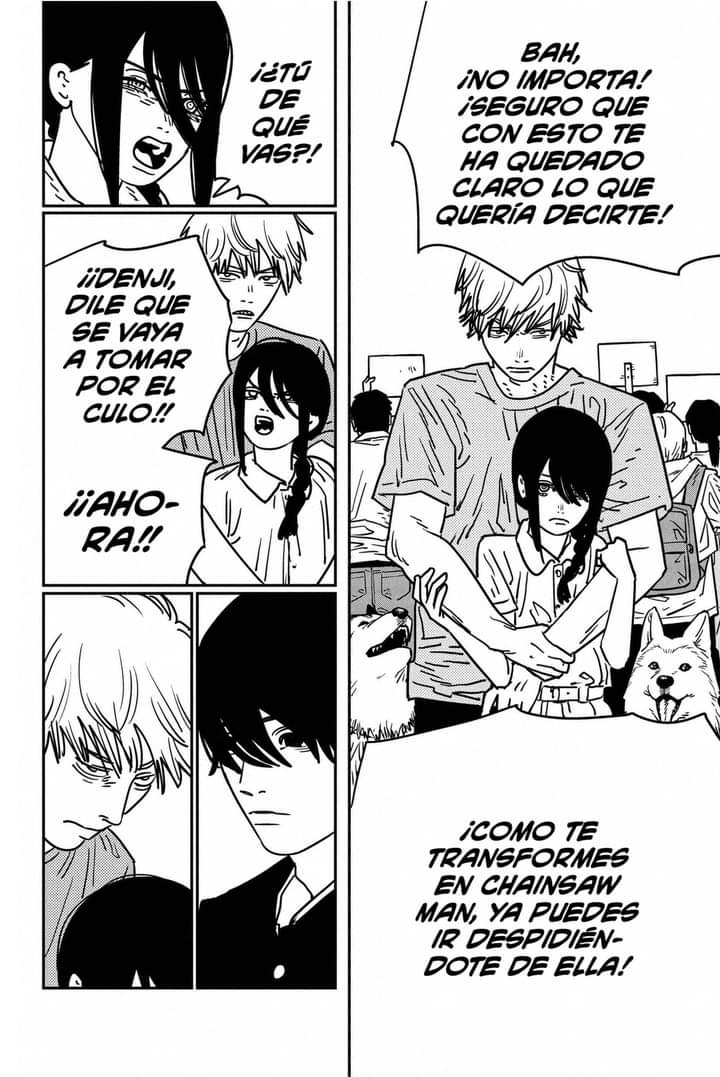 BAH,
¡NO IMPORTA!
¡SEGURO QUE
CON ESTO TE
HA QUEDADO
CLARO LO QUE
QUERÍA DECIRTE!
¡COMO TE
TRANSFORMES
EN CHAINSAW
MAN, YA PUEDES
IR DESPIDIÉN-
DOTE DE ELLA!
¡¿TÚ
DE
QUÉ
VAS?!
¡¡DENJI,
DILE QUE
SE VAYA
A TOMAR
POR EL
CULO!!
¡¡AHO-
RA!!